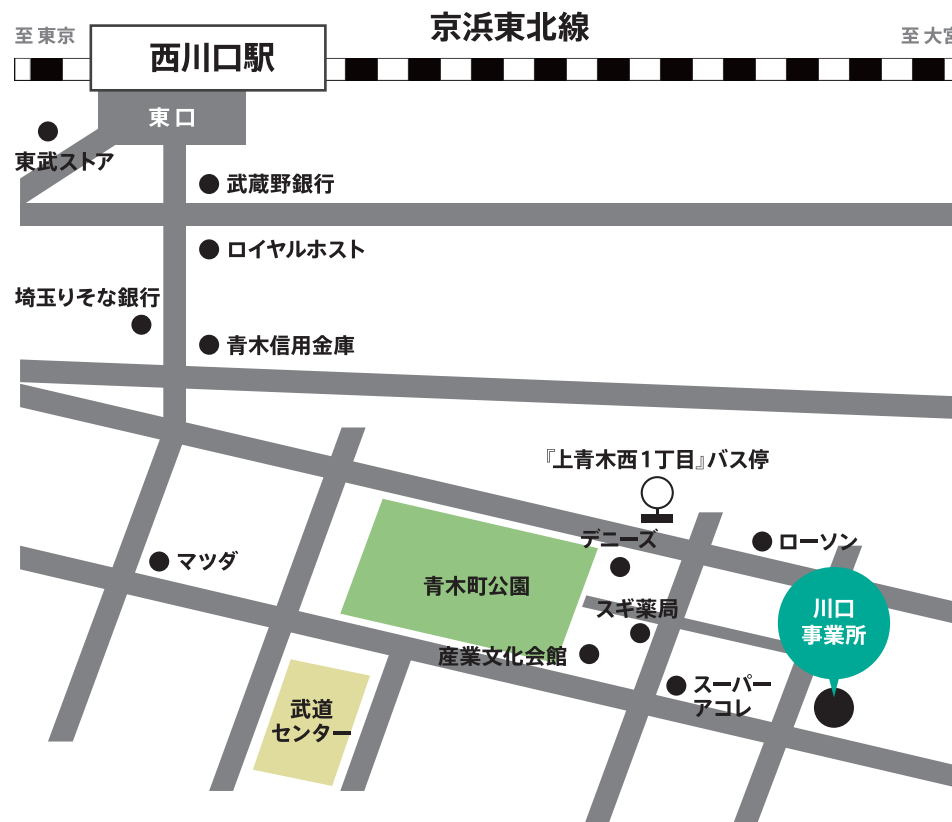 京浜東北線
至 東京
至 大宮
西川口駅
東 口
東武ストア
武蔵野銀行
ロイヤルホスト
埼玉りそな銀行
青木信用金庫
『上青木西1丁目』バス停
デニーズ
ローソン
マツダ
青木町公園
スギ薬局
川口
事業所
産業文化会館
スーパー
アコレ
武道
センター